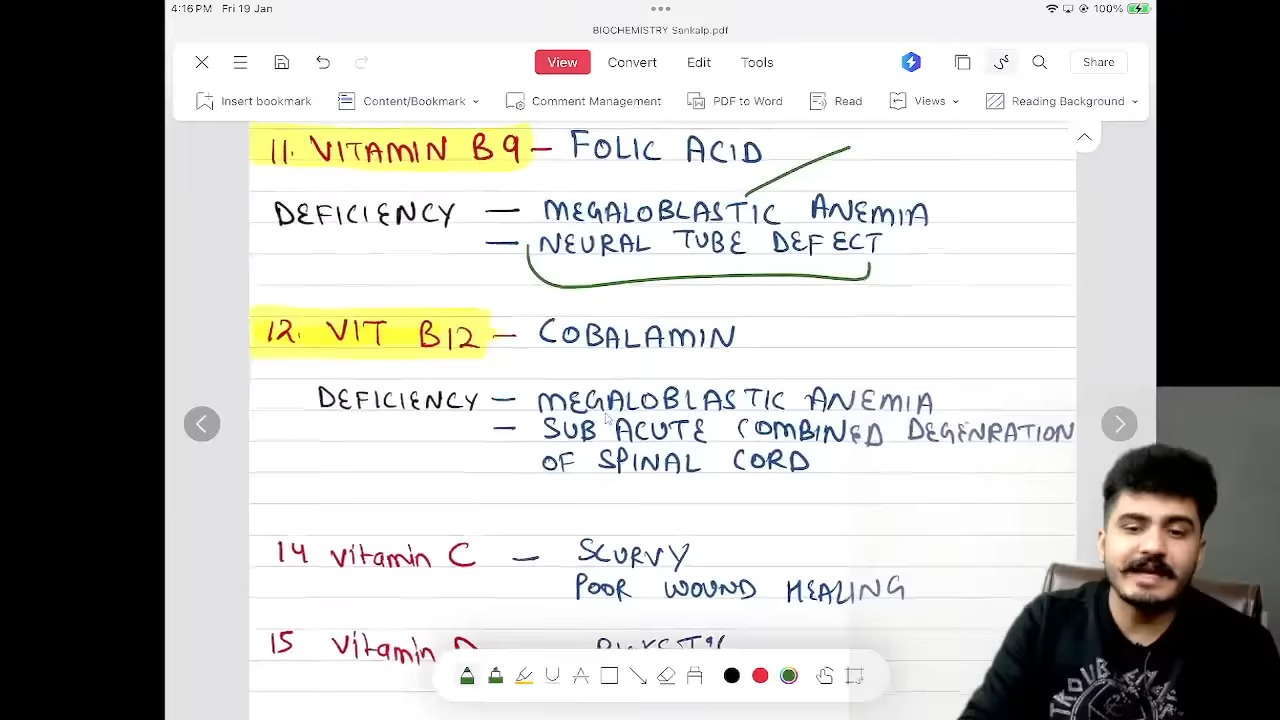 4:16 PM Fri 19 Jan
100%
BIOCHEMISTRY Sankalp.pdf
View Convert Edit Tools
Share
Insert bookmark Content/Bookmark Comment Management PDF to Word Read Views Reading Background
11. VITAMIN B9 – FOLIC ACID
DEFICIENCY – MEGALOBLASTIC ANEMIA
– NEURAL TUBE DEFECT
12. VIT B12 – COBALAMIN
DEFICIENCY – MEGALOBLASTIC ANEMIA
– SUB ACUTE COMBINED DEGENRATION
OF SPINAL CORD
14 Vitamin C – SCURVY
POOR WOUND HEALING
15 Vitamin
TROUB